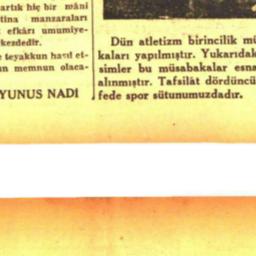 artık hiç bir mâni
tina manzaraları
efkârı umumiye-
kezdedir.
teyakkun hasıl et-
n memnun olaca-
YUNUS NADİ
Dün atletizm birincilik mü
kaları yapılmıştır. Yukarıdak
simler bu müsabakalar esna
alınmıştır. Tafsilât dördüncü
fede spor sütunumuzdadır.